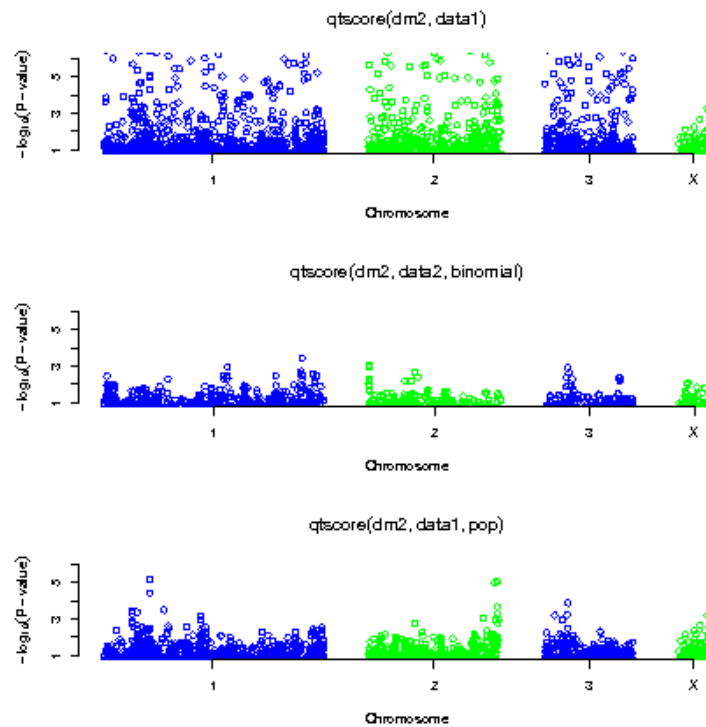 qtscore(dm2, data1)
−log₁₀(P−value)
5
3
1
1 2 3 X
Chromosome
qtscore(dm2, data2, binomial)
−log₁₀(P−value)
5
3
1
1 2 3 X
Chromosome
qtscore(dm2, data1, pop)
−log₁₀(P−value)
5
3
1
1 2 3 X
Chromosome